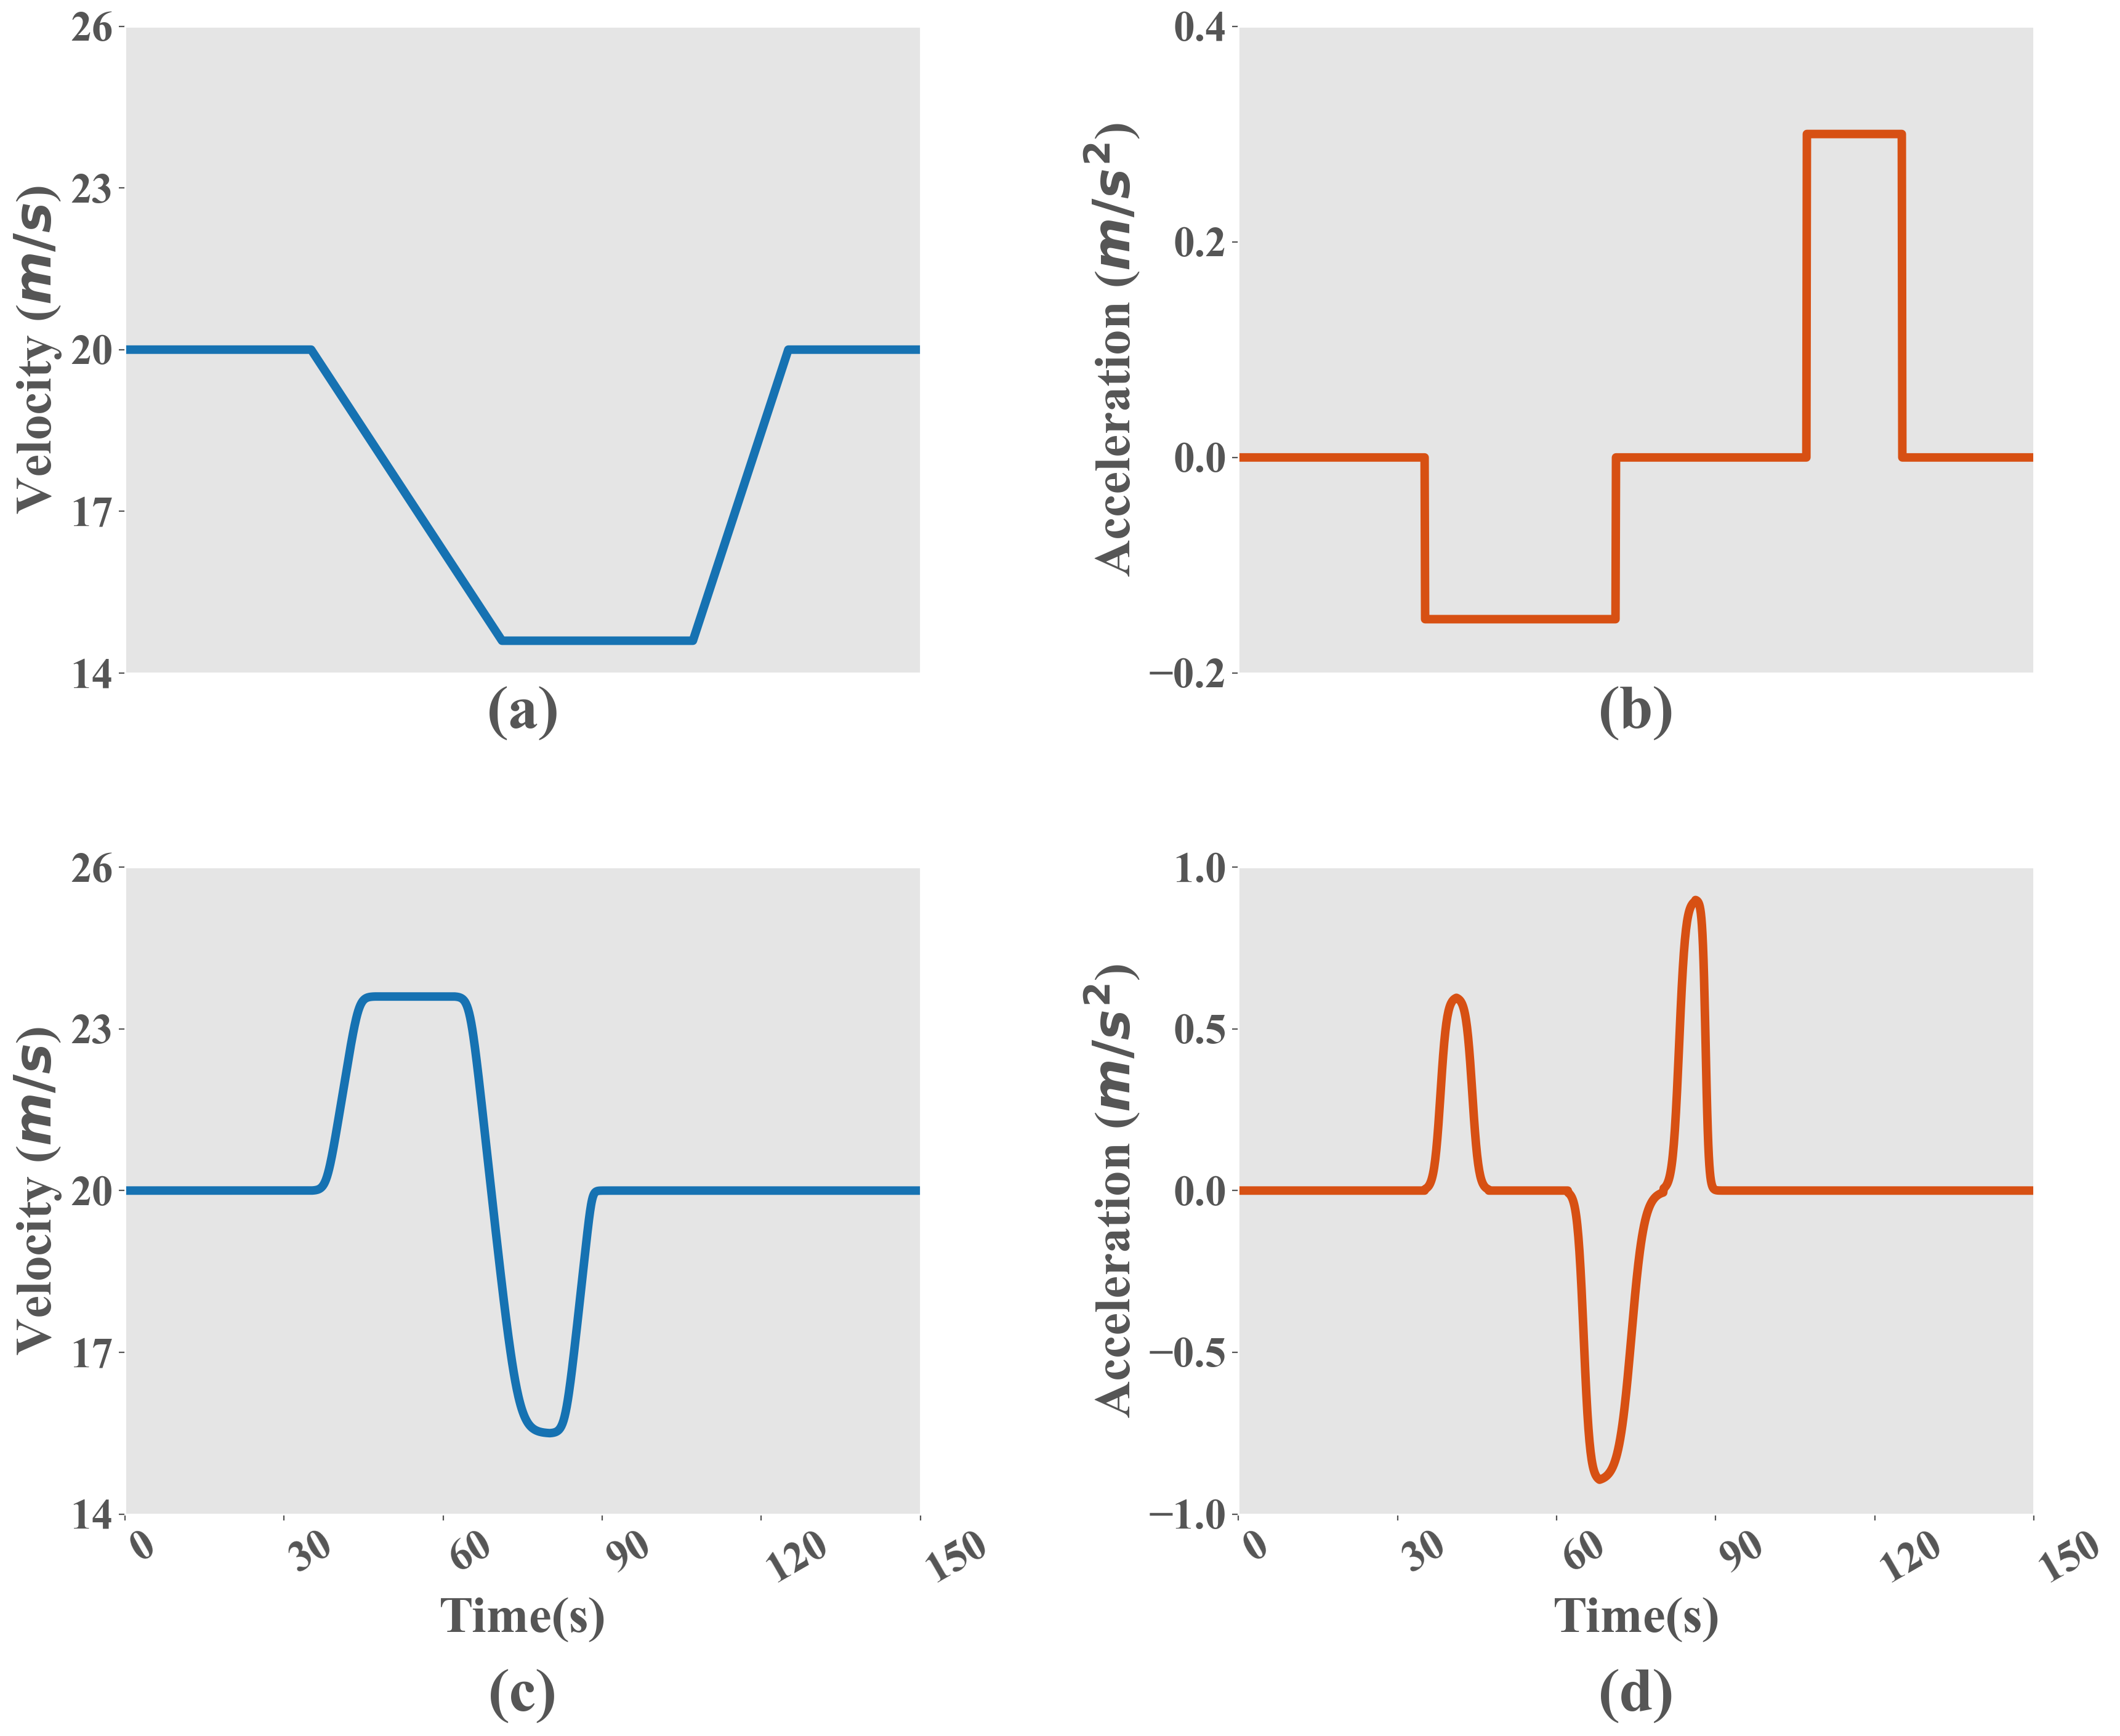 Velocity (m/s)
26
23
20
17
14
(a)
Acceleration (m/s²)
0.4
0.2
0.0
−0.2
(b)
Velocity (m/s)
26
23
20
17
14
0 30 60 90 120 150
Time(s)
(c)
Acceleration (m/s²)
1.0
0.5
0.0
−0.5
−1.0
0 30 60 90 120 150
Time(s)
(d)